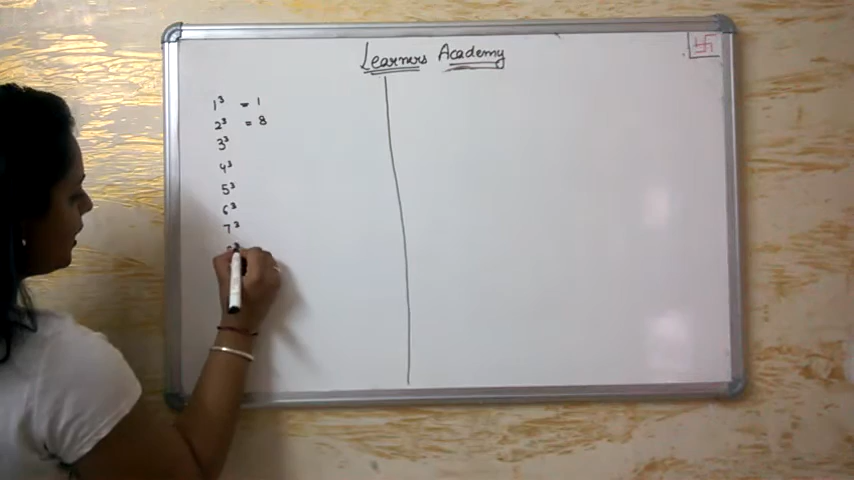 Learners Academy
1³ = 1
2³ = 8
3³
4³
5³
6³
7³